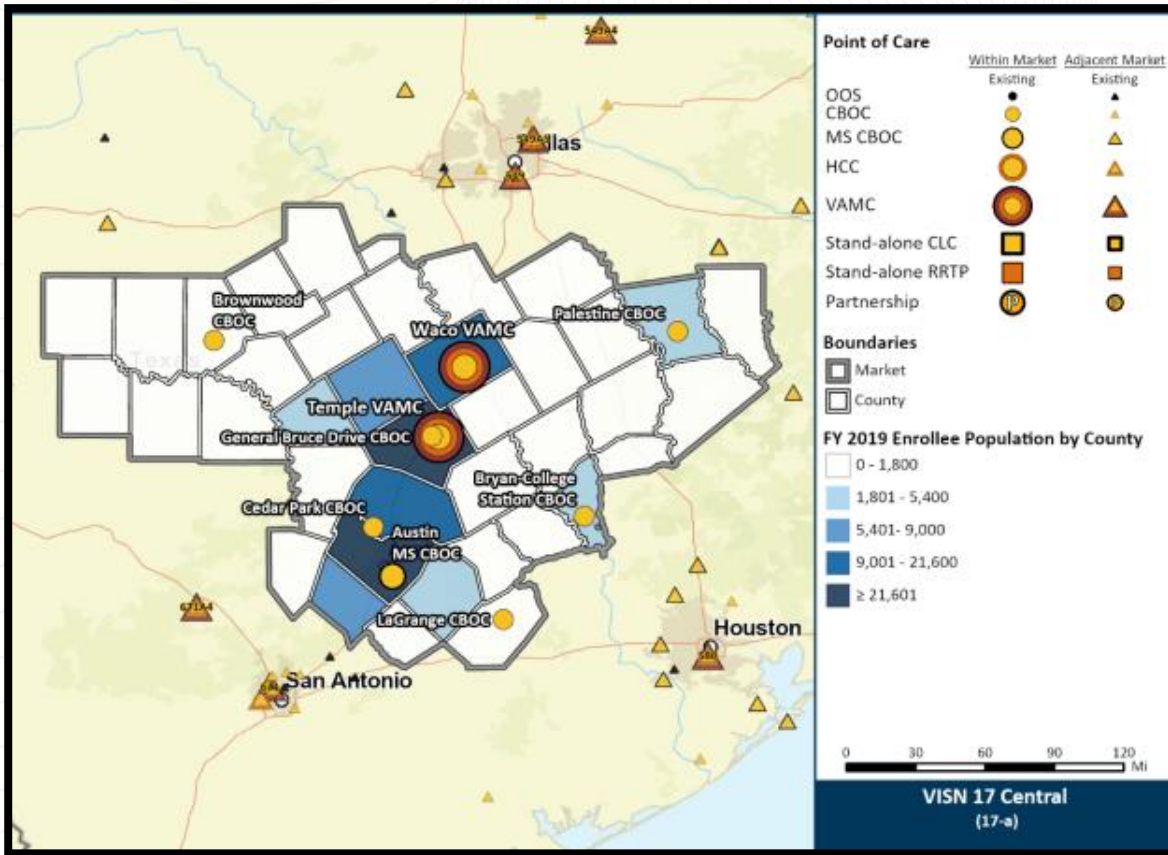 549A4
Dallas
549
Brownwood
CBOC
Palestine CBOC
Waco VAMC
Texas
Temple VAMC
General Bruce Drive CBOC
Bryan-College
Station CBOC
Cedar Park CBOC
Austin
MS CBOC
LaGrange CBOC
671A4
Houston
580
San Antonio
Point of Care
Within Market Adjacent Market
Existing Existing
OOS
CBOC
MS CBOC
HCC
VAMC
Stand-alone CLC
Stand-alone RRTP
Partnership
P
Boundaries
Market
County
FY 2019 Enrollee Population by County
0 - 1,800
1,801 - 5,400
5,401- 9,000
9,001 - 21,600
≥ 21,601
0 30 60 90 120
Mi
VISN 17 Central
(17-a)